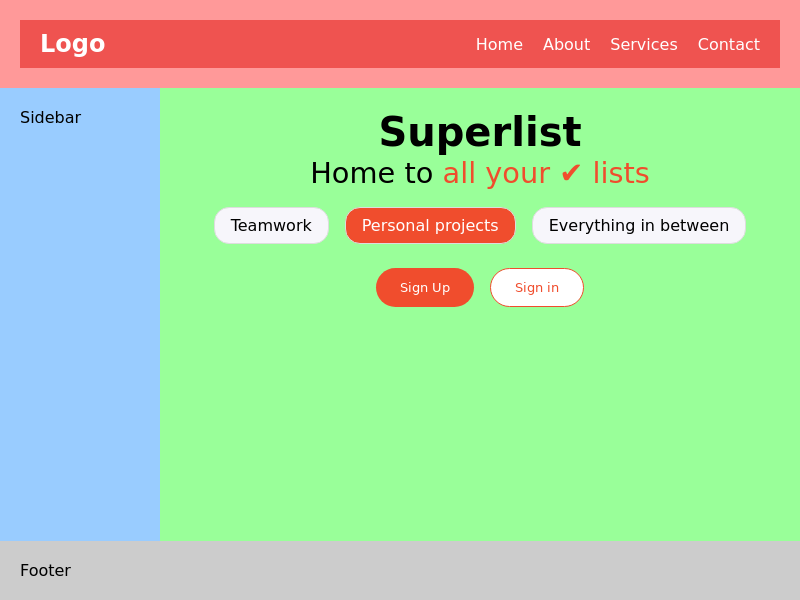 Logo Home About Services Contact
Sidebar
Superlist
Home to all your ✔ lists
Teamwork Personal projects Everything in between
Sign Up Sign in
Footer